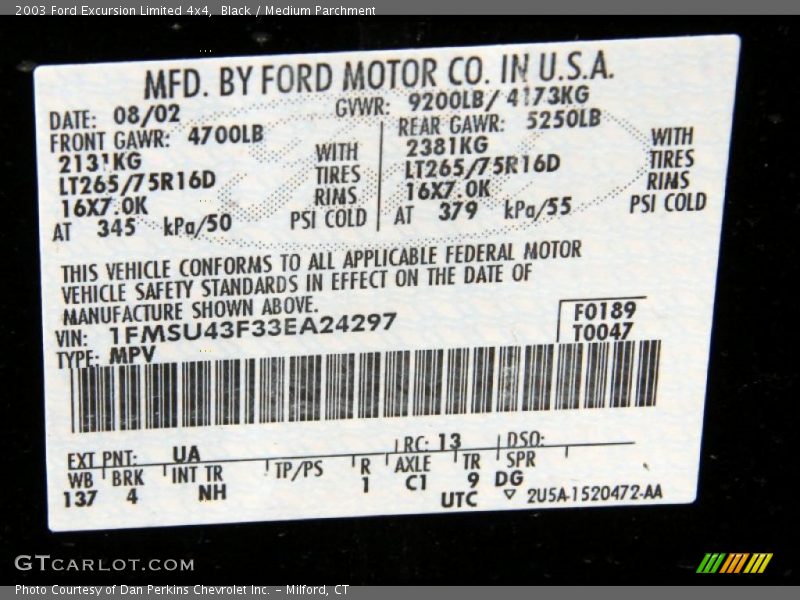 2003 Ford Excursion Limited 4x4, Black / Medium Parchment
MFD. BY FORD MOTOR CO. IN U.S.A.
DATE: 08/02 GVWR: 9200LB/ 4173KG
FRONT GAWR: 4700LB REAR GAWR: 5250LB
2131KG WITH 2381KG WITH
LT265/75R16D TIRES LT265/75R16D TIRES
16X7.0K RIMS 16X7.0K RIMS
AT 345 kPa/50 PSI COLD AT 379 kPa/55 PSI COLD
THIS VEHICLE CONFORMS TO ALL APPLICABLE FEDERAL MOTOR
VEHICLE SAFETY STANDARDS IN EFFECT ON THE DATE OF
MANUFACTURE SHOWN ABOVE.
VIN: 1FMSU43F33EA24297 F0189
TYPE: MPV T0047
EXT PNT: UA RC: 13 DSO:
WB BRK INT TR TP/PS R AXLE TR SPR
137 4 NH 1 C1 9 DG
UTC ▽ 2U5A-1520472-AA
GTCARLOT.COM
Photo Courtesy of Dan Perkins Chevrolet Inc. - Milford, CT